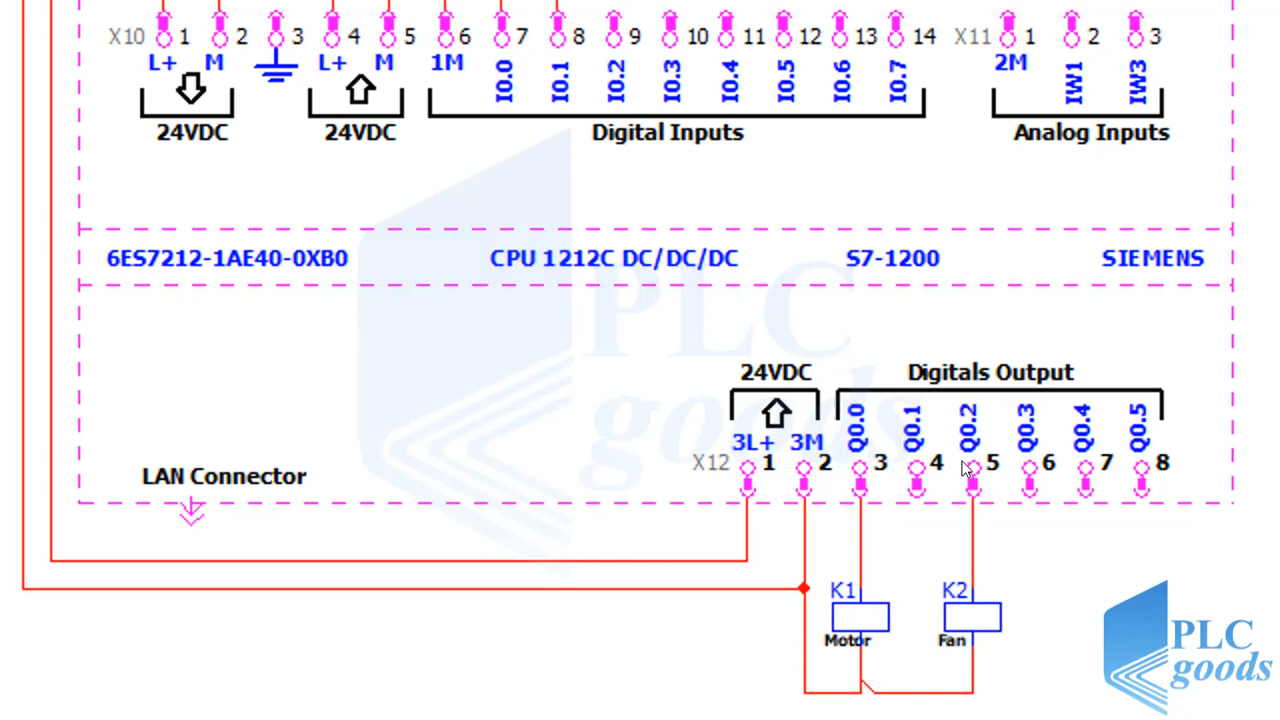 X10 1 2 3 4 5 6 7 8 9 10 11 12 13 14 X11 1 2 3
L+ M L+ M 1M I0.0 I0.1 I0.2 I0.3 I0.4 I0.5 I0.6 I0.7 2M IW1 IW3
24VDC 24VDC Digital Inputs Analog Inputs
6ES7212-1AE40-0XB0 CPU 1212C DC/DC/DC S7-1200 SIEMENS
PLC
goods
24VDC Digitals Output
3L+ 3M Q0.0 Q0.1 Q0.2 Q0.3 Q0.4 Q0.5
X12 1 2 3 4 5 6 7 8
LAN Connector
K1 K2
Motor Fan
PLC
goods